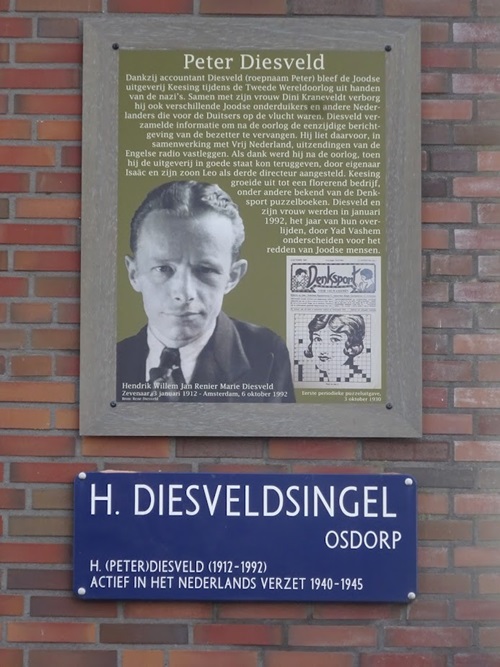 Peter Diesveld
Dankzij accountant Diesveld (roepnaam Peter) bleef de Joodse
uitgeverij Keesing tijdens de Tweede Wereldoorlog uit handen
van de nazi's. Samen met zijn vrouw Dini Kraneveldt verborg
hij ook verschillende Joodse onderduikers en andere Neder-
landers die voor de Duitsers op de vlucht waren. Diesveld ver-
zamelde informatie om na de oorlog de eenzijdige bericht-
geving van de bezetter te vervangen. Hij liet daarvoor, in
samenwerking met Vrij Nederland, uitzendingen van de
Engelse radio vastleggen. Als dank werd hij na de oorlog, toen
hij de uitgeverij in goede staat kon teruggeven, door eigenaar
Isaäc en zijn zoon Leo als derde directeur aangesteld. Keesing
groeide uit tot een florerend bedrijf,
onder andere bekend van de Denk-
sport puzzelboeken. Diesveld en
zijn vrouw werden in januari
1992, het jaar van hun over-
lijden, door Yad Vashem
onderscheiden voor het
redden van Joodse mensen.
Denksport
Hendrik Willem Jan Renier Marie Diesveld
Zevenaar, 3 januari 1912 - Amsterdam, 6 oktober 1992
Eerste periodieke puzzeluitgave,
3 oktober 1930
H. DIESVELDSINGEL
OSDORP
H. (PETER)DIESVELD (1912-1992)
ACTIEF IN HET NEDERLANDS VERZET 1940-1945